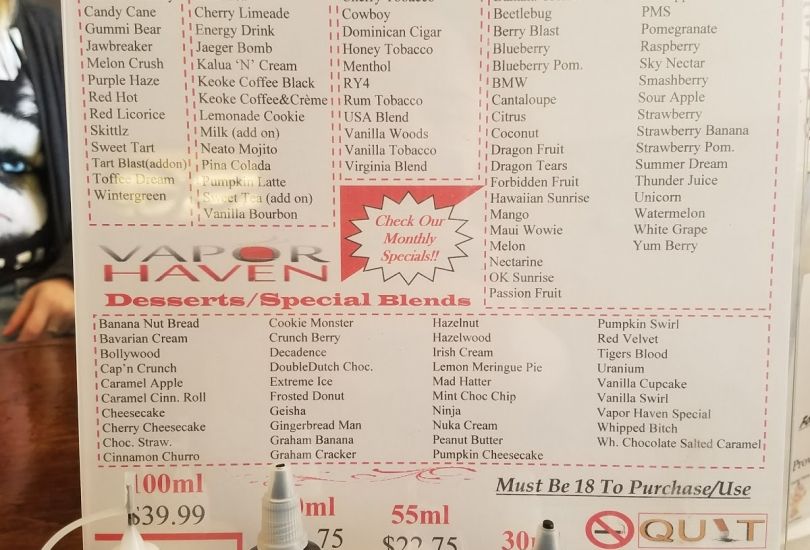 Candy Cane
Gummi Bear
Jawbreaker
Melon Crush
Purple Haze
Red Hot
Red Licorice
Skittlz
Sweet Tart
Tart Blast(addon)
Toffee Dream
Wintergreen
Cherry Limeade
Energy Drink
Jaeger Bomb
Kalua ‘N’ Cream
Keoke Coffee Black
Keoke Coffee&Crème
Lemonade Cookie
Milk (add on)
Neato Mojito
Pina Colada
Pumpkin Latte
Sweet Tea (add on)
Vanilla Bourbon
Cowboy
Dominican Cigar
Honey Tobacco
Menthol
RY4
Rum Tobacco
USA Blend
Vanilla Woods
Vanilla Tobacco
Virginia Blend
Beetlebug
Berry Blast
Blueberry
Blueberry Pom.
BMW
Cantaloupe
Citrus
Coconut
Dragon Fruit
Dragon Tears
Forbidden Fruit
Hawaiian Sunrise
Mango
Maui Wowie
Melon
Nectarine
OK Sunrise
Passion Fruit
PMS
Pomegranate
Raspberry
Sky Nectar
Smashberry
Sour Apple
Strawberry
Strawberry Banana
Strawberry Pom.
Summer Dream
Thunder Juice
Unicorn
Watermelon
White Grape
Yum Berry
Check Our
Monthly
Specials!!
VAPOR
HAVEN
Desserts/Special Blends
Banana Nut Bread
Bavarian Cream
Bollywood
Cap’n Crunch
Caramel Apple
Caramel Cinn. Roll
Cheesecake
Cherry Cheesecake
Choc. Straw.
Cinnamon Churro
Cookie Monster
Crunch Berry
Decadence
DoubleDutch Choc.
Extreme Ice
Frosted Donut
Geisha
Gingerbread Man
Graham Banana
Graham Cracker
Hazelnut
Hazelwood
Irish Cream
Lemon Meringue Pie
Mad Hatter
Mint Choc Chip
Ninja
Nuka Cream
Peanut Butter
Pumpkin Cheesecake
Pumpkin Swirl
Red Velvet
Tigers Blood
Uranium
Vanilla Cupcake
Vanilla Swirl
Vapor Haven Special
Whipped Bitch
Wh. Chocolate Salted Caramel
Must Be 18 To Purchase/Use
100ml
$39.99
ml
.75
55ml
$22.75
QUIT